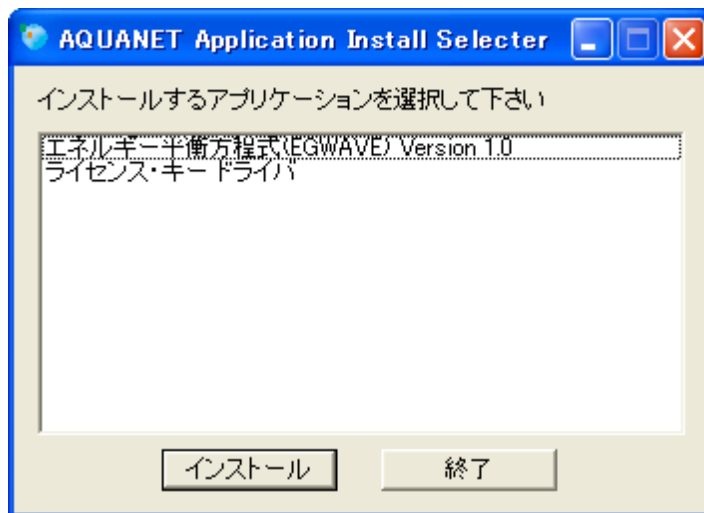 AQUANET Application Install Selecter
インストールするアプリケーションを選択して下さい
エネルギー平衡方程式(EGWAVE) Version 1.0
ライセンス・キー ドライバ
インストール 終了